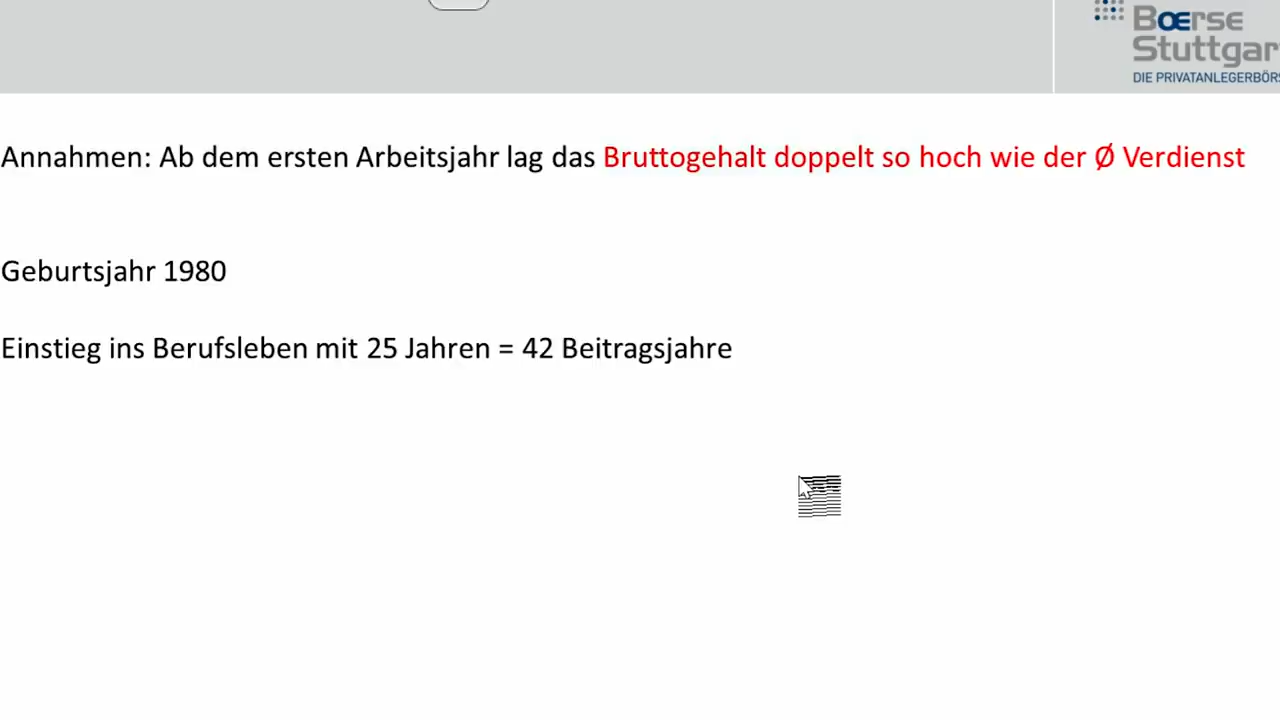 BŒRSE
Stuttgar
DIE PRIVATANLEGERBÖRS
Annahmen: Ab dem ersten Arbeitsjahr lag das Bruttogehalt doppelt so hoch wie der Ø Verdienst
Geburtsjahr 1980
Einstieg ins Berufsleben mit 25 Jahren = 42 Beitragsjahre